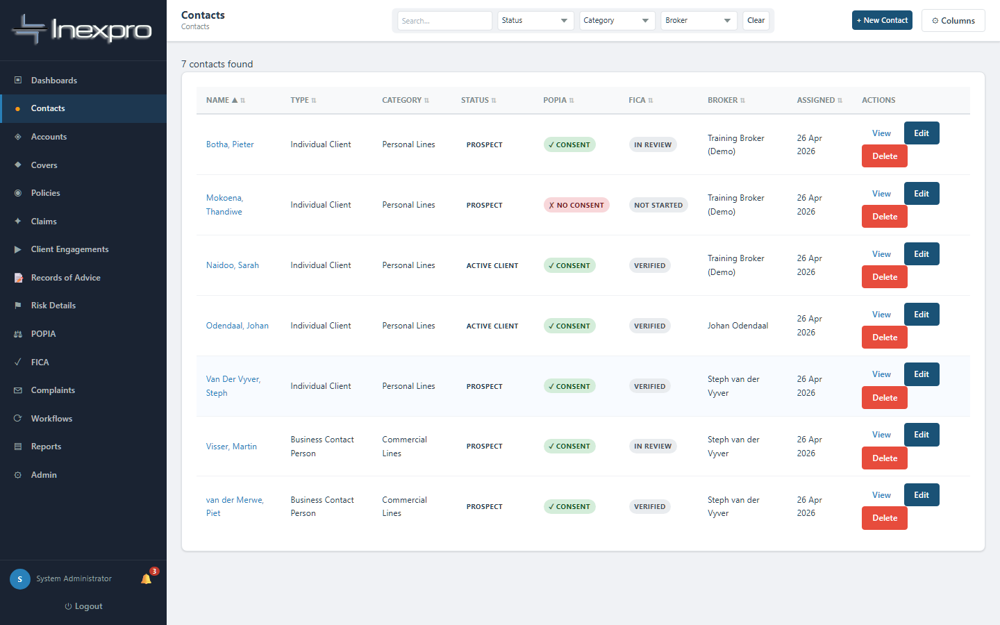 Inexpro
Dashboards
Contacts
Accounts
Covers
Policies
Claims
Client Engagements
Records of Advice
Risk Details
POPIA
FICA
Complaints
Workflows
Reports
Admin
S System Administrator 3
Logout
Contacts
Contacts
Search... Status Category Broker Clear
+ New Contact Columns
7 contacts found
NAME TYPE CATEGORY STATUS POPIA FICA BROKER ASSIGNED ACTIONS
Botha, Pieter Individual Client Personal Lines PROSPECT ✓ CONSENT IN REVIEW Training Broker 26 Apr View Edit
(Demo) 2026 Delete
Mokoena, Individual Client Personal Lines PROSPECT ✗ NO CONSENT NOT STARTED Training Broker 26 Apr View Edit
Thandiwe (Demo) 2026 Delete
Naidoo, Sarah Individual Client Personal Lines ACTIVE CLIENT ✓ CONSENT VERIFIED Training Broker 26 Apr View Edit
(Demo) 2026 Delete
Odendaal, Johan Individual Client Personal Lines ACTIVE CLIENT ✓ CONSENT VERIFIED Johan Odendaal 26 Apr View Edit
2026 Delete
Van Der Vyver, Individual Client Personal Lines PROSPECT ✓ CONSENT VERIFIED Steph van der 26 Apr View Edit
Steph Vyver 2026 Delete
Visser, Martin Business Contact Commercial PROSPECT ✓ CONSENT IN REVIEW Steph van der 26 Apr View Edit
Person Lines Vyver 2026 Delete
van der Merwe, Business Contact Commercial PROSPECT ✓ CONSENT VERIFIED Steph van der 26 Apr View Edit
Piet Person Lines Vyver 2026 Delete